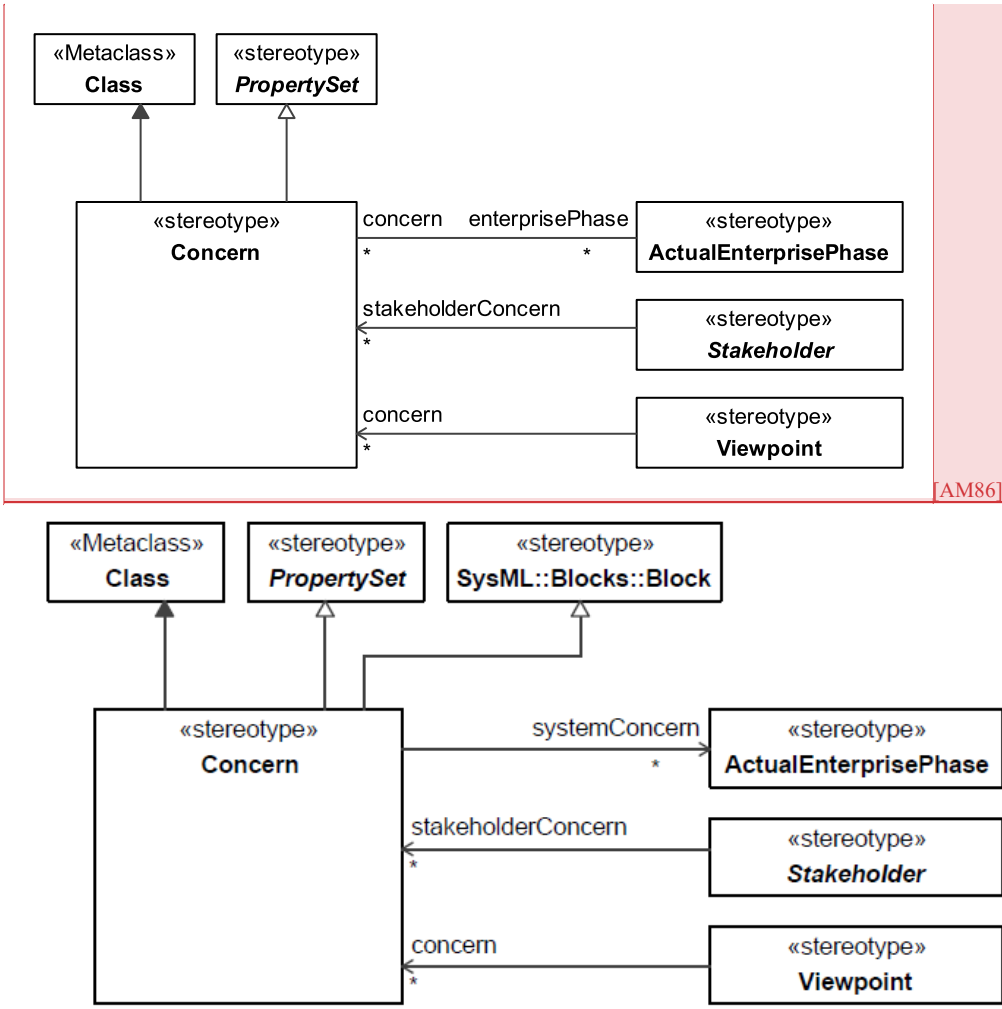 «Metaclass» «stereotype»
Class PropertySet
«stereotype» concern enterprisePhase «stereotype»
Concern * * ActualEnterprisePhase
stakeholderConcern «stereotype»
* Stakeholder
concern «stereotype»
* Viewpoint
[AM86]
«Metaclass» «stereotype» «stereotype»
Class PropertySet SysML::Blocks::Block
«stereotype» systemConcern «stereotype»
Concern * ActualEnterprisePhase
stakeholderConcern «stereotype»
* Stakeholder
concern «stereotype»
* Viewpoint